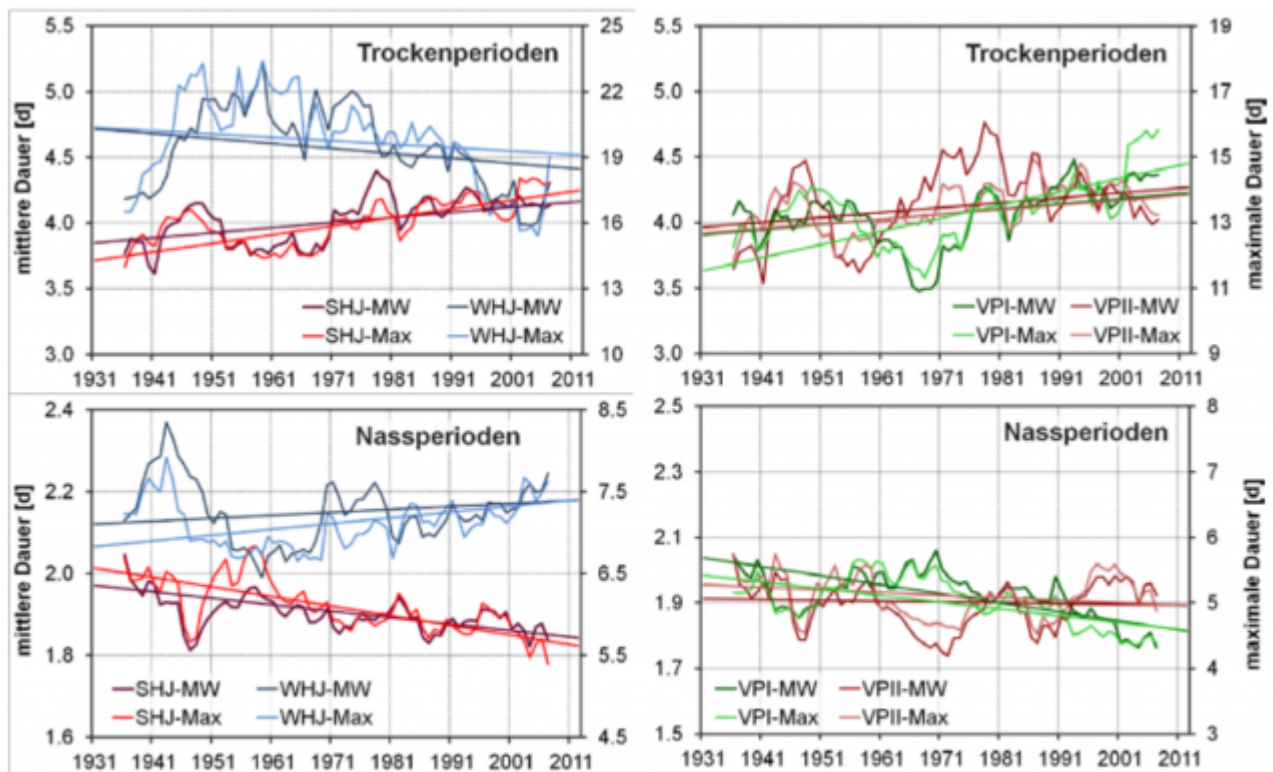 Trockenperioden
mittlere Dauer [d]
5.5
5.0
4.5
4.0
3.5
3.0
25
22
19
16
13
10
SHJ-MW WHJ-MW
SHJ-Max WHJ-Max
1931 1941 1951 1961 1971 1981 1991 2001 2011
Trockenperioden
5.5
5.0
4.5
4.0
3.5
3.0
19
17
15
13
11
9
maximale Dauer [d]
VPI-MW VPII-MW
VPI-Max VPII-Max
1931 1941 1951 1961 1971 1981 1991 2001 2011
Nassperioden
mittlere Dauer [d]
2.4
2.2
2.0
1.8
1.6
8.5
7.5
6.5
5.5
4.5
SHJ-MW WHJ-MW
SHJ-Max WHJ-Max
1931 1941 1951 1961 1971 1981 1991 2001 2011
Nassperioden
2.5
2.3
2.1
1.9
1.7
1.5
8
7
6
5
4
3
maximale Dauer [d]
VPI-MW VPII-MW
VPI-Max VPII-Max
1931 1941 1951 1961 1971 1981 1991 2001 2011